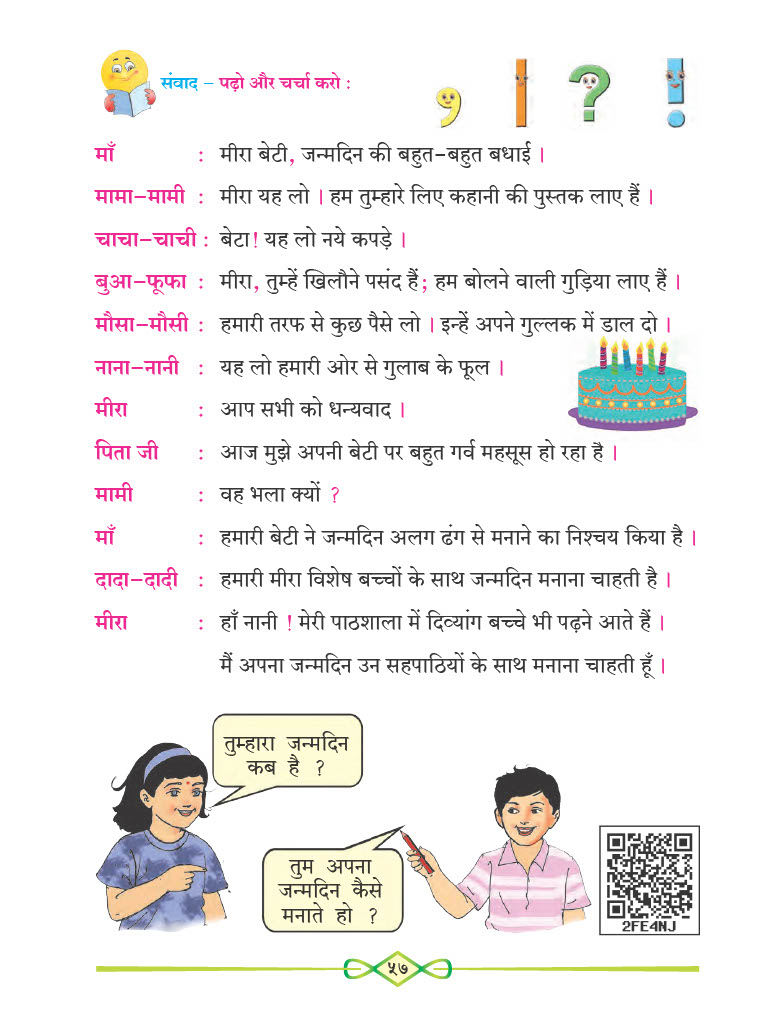 संवाद – पढ़ो और चर्चा करो :
, । ? !
माँ : मीरा बेटी, जन्मदिन की बहुत-बहुत बधाई ।
मामा-मामी : मीरा यह लो । हम तुम्हारे लिए कहानी की पुस्तक लाए हैं ।
चाचा-चाची : बेटा! यह लो नये कपड़े ।
बुआ-फूफा : मीरा, तुम्हें खिलौने पसंद हैं; हम बोलने वाली गुड़िया लाए हैं ।
मौसा-मौसी : हमारी तरफ से कुछ पैसे लो । इन्हें अपने गुल्लक में डाल दो ।
नाना-नानी : यह लो हमारी ओर से गुलाब के फूल ।
मीरा : आप सभी को धन्यवाद ।
पिता जी : आज मुझे अपनी बेटी पर बहुत गर्व महसूस हो रहा है ।
मामी : वह भला क्यों ?
माँ : हमारी बेटी ने जन्मदिन अलग ढंग से मनाने का निश्चय किया है ।
दादा-दादी : हमारी मीरा विशेष बच्चों के साथ जन्मदिन मनाना चाहती है ।
मीरा : हाँ नानी ! मेरी पाठशाला में दिव्यांग बच्चे भी पढ़ने आते हैं ।
मैं अपना जन्मदिन उन सहपाठियों के साथ मनाना चाहती हूँ ।
तुम्हारा जन्मदिन
कब है ?
तुम अपना
जन्मदिन कैसे
मनाते हो ?
2FE4NJ
५७